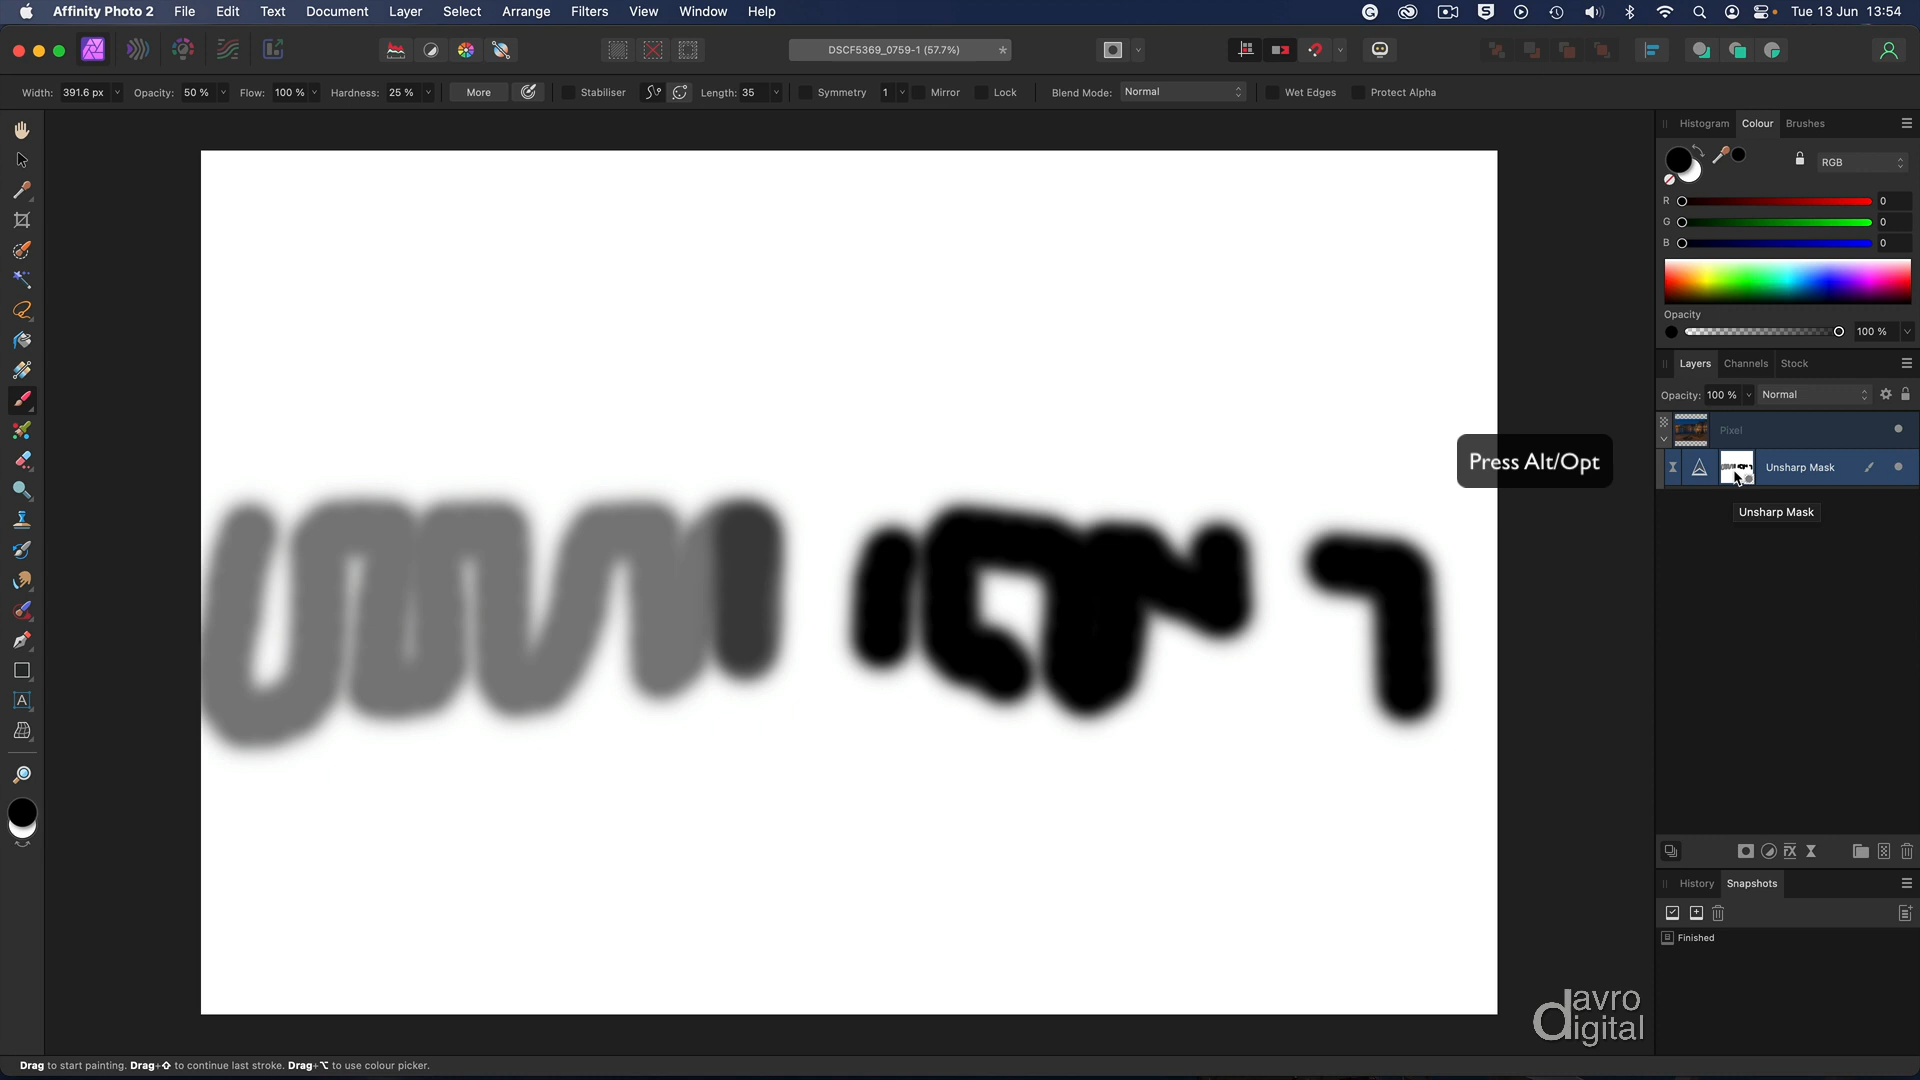 Affinity Photo 2 File Edit Text Document Layer Select Arrange Filters View Window Help Tue 13 Jun 13:54
DSCF5369_0759-1 (57.7%) *
Width: 391.6 px Opacity: 50 % Flow: 100 % Hardness: 25 % More Stabiliser Length: 35 Symmetry 1 Mirror Lock Blend Mode: Normal Wet Edges Protect Alpha
Histogram Colour Brushes
RGB
R 0
G 0
B 0
Opacity
100 %
Layers Channels Stock
Opacity: 100 % Normal
Pixel
Press Alt/Opt
Unsharp Mask
Unsharp Mask
History Snapshots
Finished
davro
digital
Drag to start painting. Drag+⇧ to continue last stroke. Drag+⌥ to use colour picker.